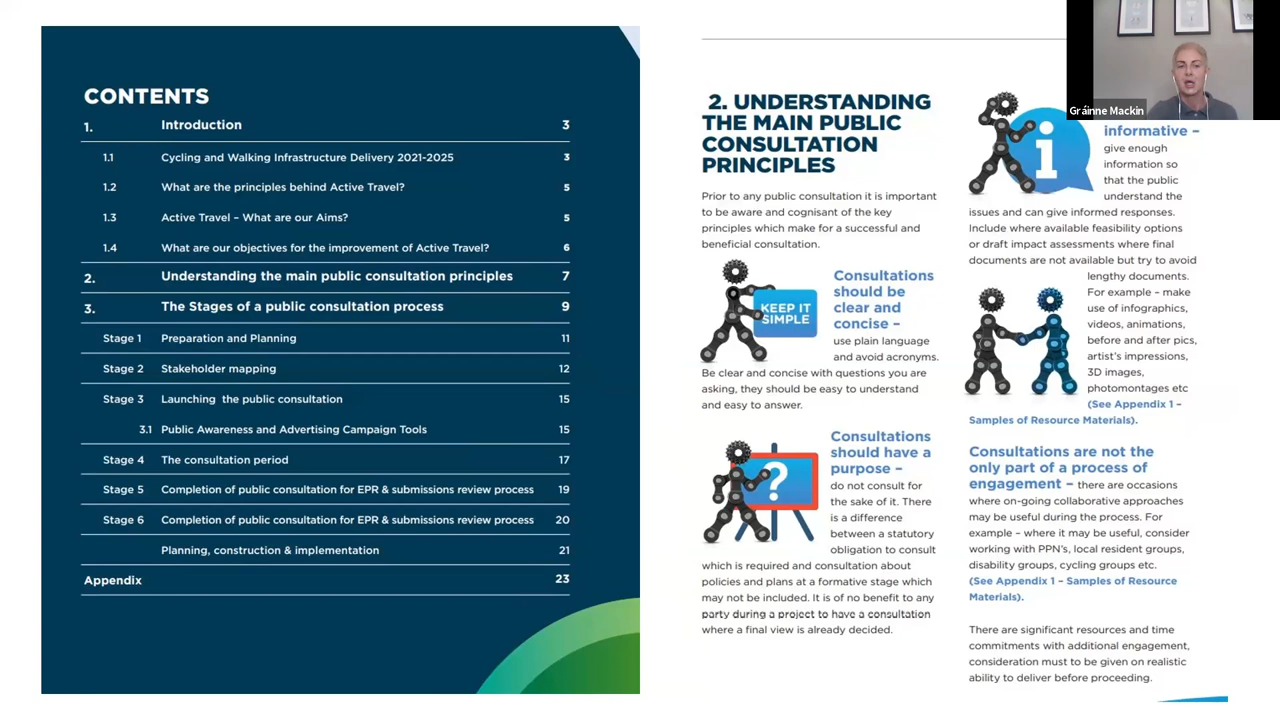 CONTENTS
1. Introduction 3
1.1 Cycling and Walking Infrastructure Delivery 2021-2025 3
1.2 What are the principles behind Active Travel? 5
1.3 Active Travel – What are our Aims? 5
1.4 What are our objectives for the improvement of Active Travel? 6
2. Understanding the main public consultation principles 7
3. The Stages of a public consultation process 9
Stage 1 Preparation and Planning 11
Stage 2 Stakeholder mapping 12
Stage 3 Launching the public consultation 15
3.1 Public Awareness and Advertising Campaign Tools 15
Stage 4 The consultation period 17
Stage 5 Completion of public consultation for EPR & submissions review process 19
Stage 6 Completion of public consultation for EPR & submissions review process 20
Planning, construction & implementation 21
Appendix 23
2. UNDERSTANDING
THE MAIN PUBLIC
CONSULTATION
PRINCIPLES
Prior to any public consultation it is important
to be aware and cognisant of the key
principles which make for a successful and
beneficial consultation.
KEEP IT
SIMPLE
Consultations
should be
clear and
concise –
use plain language
and avoid acronyms.
Be clear and concise with questions you are
asking, they should be easy to understand
and easy to answer.
?
Consultations
should have a
purpose –
do not consult for
the sake of it. There
is a difference
between a statutory
obligation to consult
which is required and consultation about
policies and plans at a formative stage which
may not be included. It is of no benefit to any
party during a project to have a consultation
where a final view is already decided.
Gráinne Mackin
i
informative –
give enough
information so
that the public
understand the
issues and can give informed responses.
Include where available feasibility options
or draft impact assessments where final
documents are not available but try to avoid
lengthy documents.
For example – make
use of infographics,
videos, animations,
before and after pics,
artist's impressions,
3D images,
photomontages etc
(See Appendix 1 –
Samples of Resource Materials).
Consultations are not the
only part of a process of
engagement – there are occasions
where on-going collaborative approaches
may be useful during the process. For
example – where it may be useful, consider
working with PPN's, local resident groups,
disability groups, cycling groups etc.
(See Appendix 1 – Samples of Resource
Materials).
There are significant resources and time
commitments with additional engagement,
consideration must to be given on realistic
ability to deliver before proceeding.